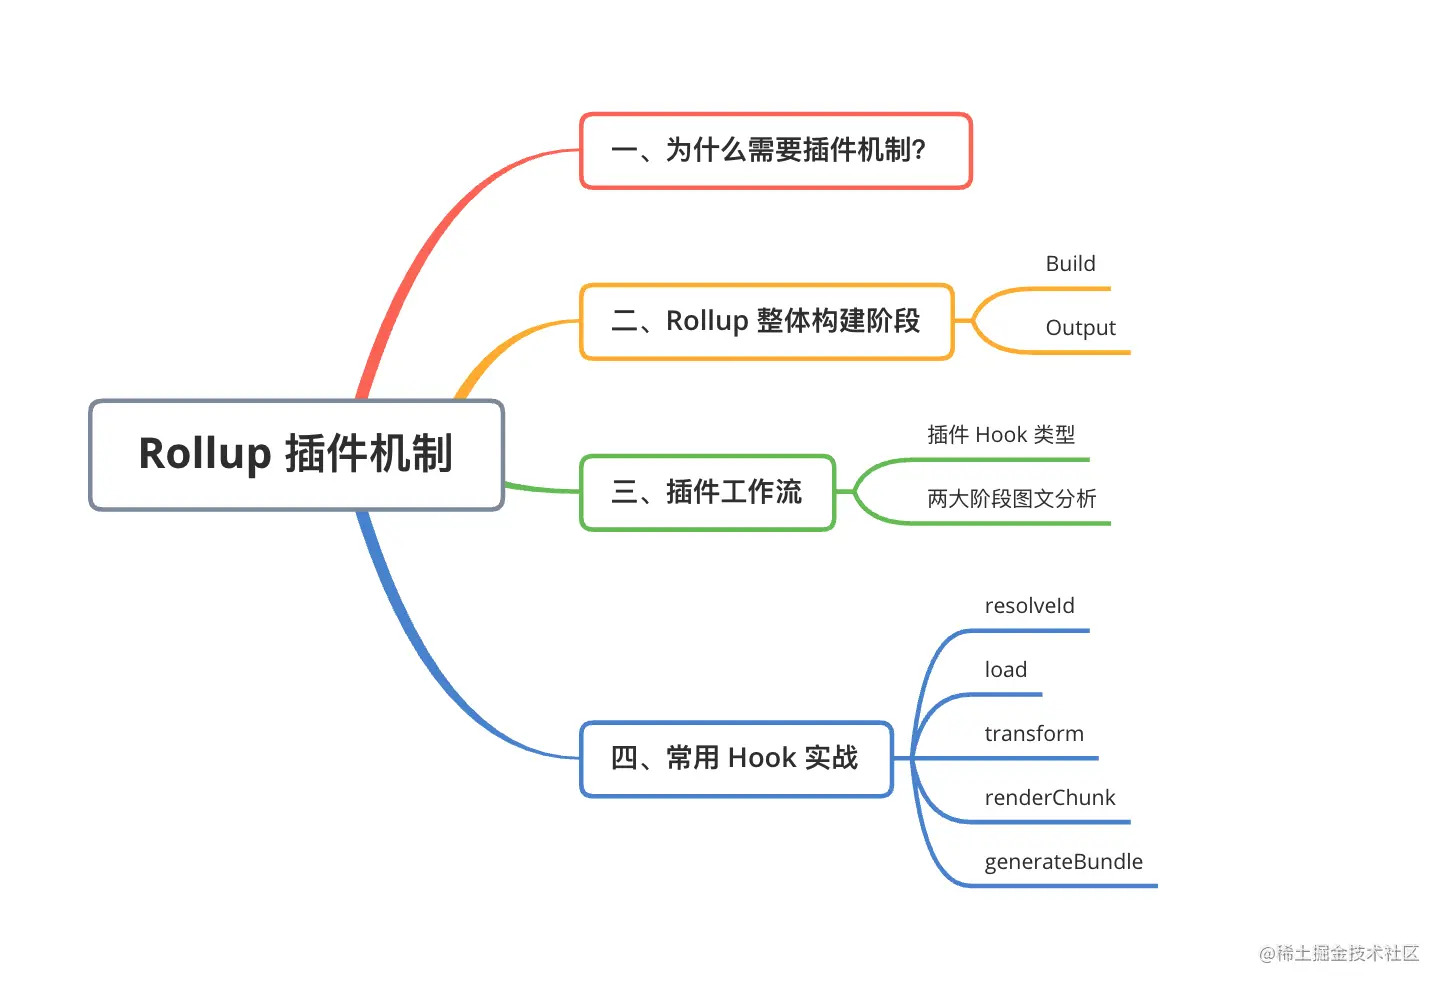 Rollup 插件机制
一、为什么需要插件机制?
二、Rollup 整体构建阶段
Build
Output
三、插件工作流
插件 Hook 类型
两大阶段图文分析
四、常用 Hook 实战
resolveId
load
transform
renderChunk
generateBundle
@稀土掘金技术社区